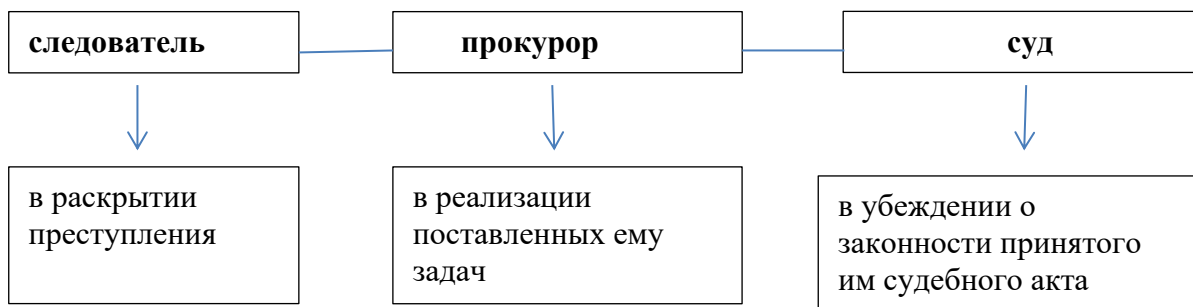 следователь
прокурор
суд
в раскрытии
преступления
в реализации
поставленных ему
задач
в убеждении о
законности принятого
им судебного акта